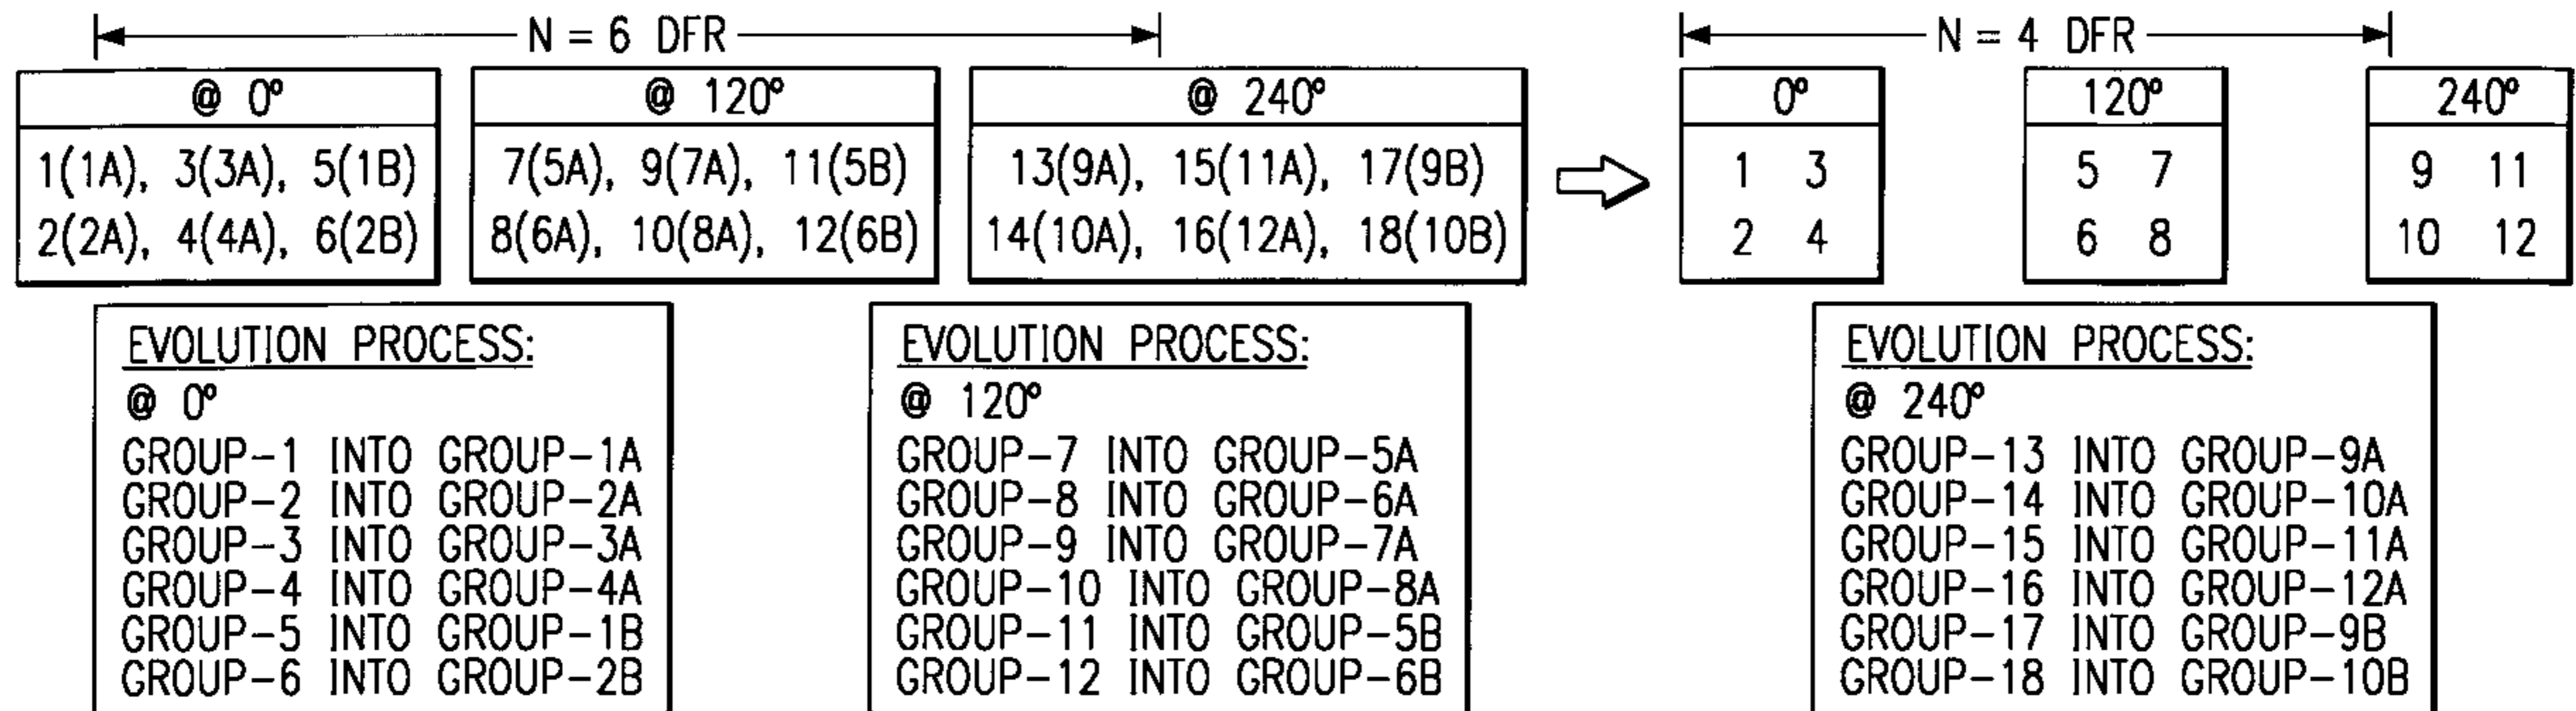 N = 6 DFR
N = 4 DFR
@ 0°
1(1A), 3(3A), 5(1B)
2(2A), 4(4A), 6(2B)
@ 120°
7(5A), 9(7A), 11(5B)
8(6A), 10(8A), 12(6B)
@ 240°
13(9A), 15(11A), 17(9B)
14(10A), 16(12A), 18(10B)
0°
1 3
2 4
120°
5 7
6 8
240°
9 11
10 12
EVOLUTION PROCESS:
@ 0°
GROUP-1 INTO GROUP-1A
GROUP-2 INTO GROUP-2A
GROUP-3 INTO GROUP-3A
GROUP-4 INTO GROUP-4A
GROUP-5 INTO GROUP-1B
GROUP-6 INTO GROUP-2B
EVOLUTION PROCESS:
@ 120°
GROUP-7 INTO GROUP-5A
GROUP-8 INTO GROUP-6A
GROUP-9 INTO GROUP-7A
GROUP-10 INTO GROUP-8A
GROUP-11 INTO GROUP-5B
GROUP-12 INTO GROUP-6B
EVOLUTION PROCESS:
@ 240°
GROUP-13 INTO GROUP-9A
GROUP-14 INTO GROUP-10A
GROUP-15 INTO GROUP-11A
GROUP-16 INTO GROUP-12A
GROUP-17 INTO GROUP-9B
GROUP-18 INTO GROUP-10B